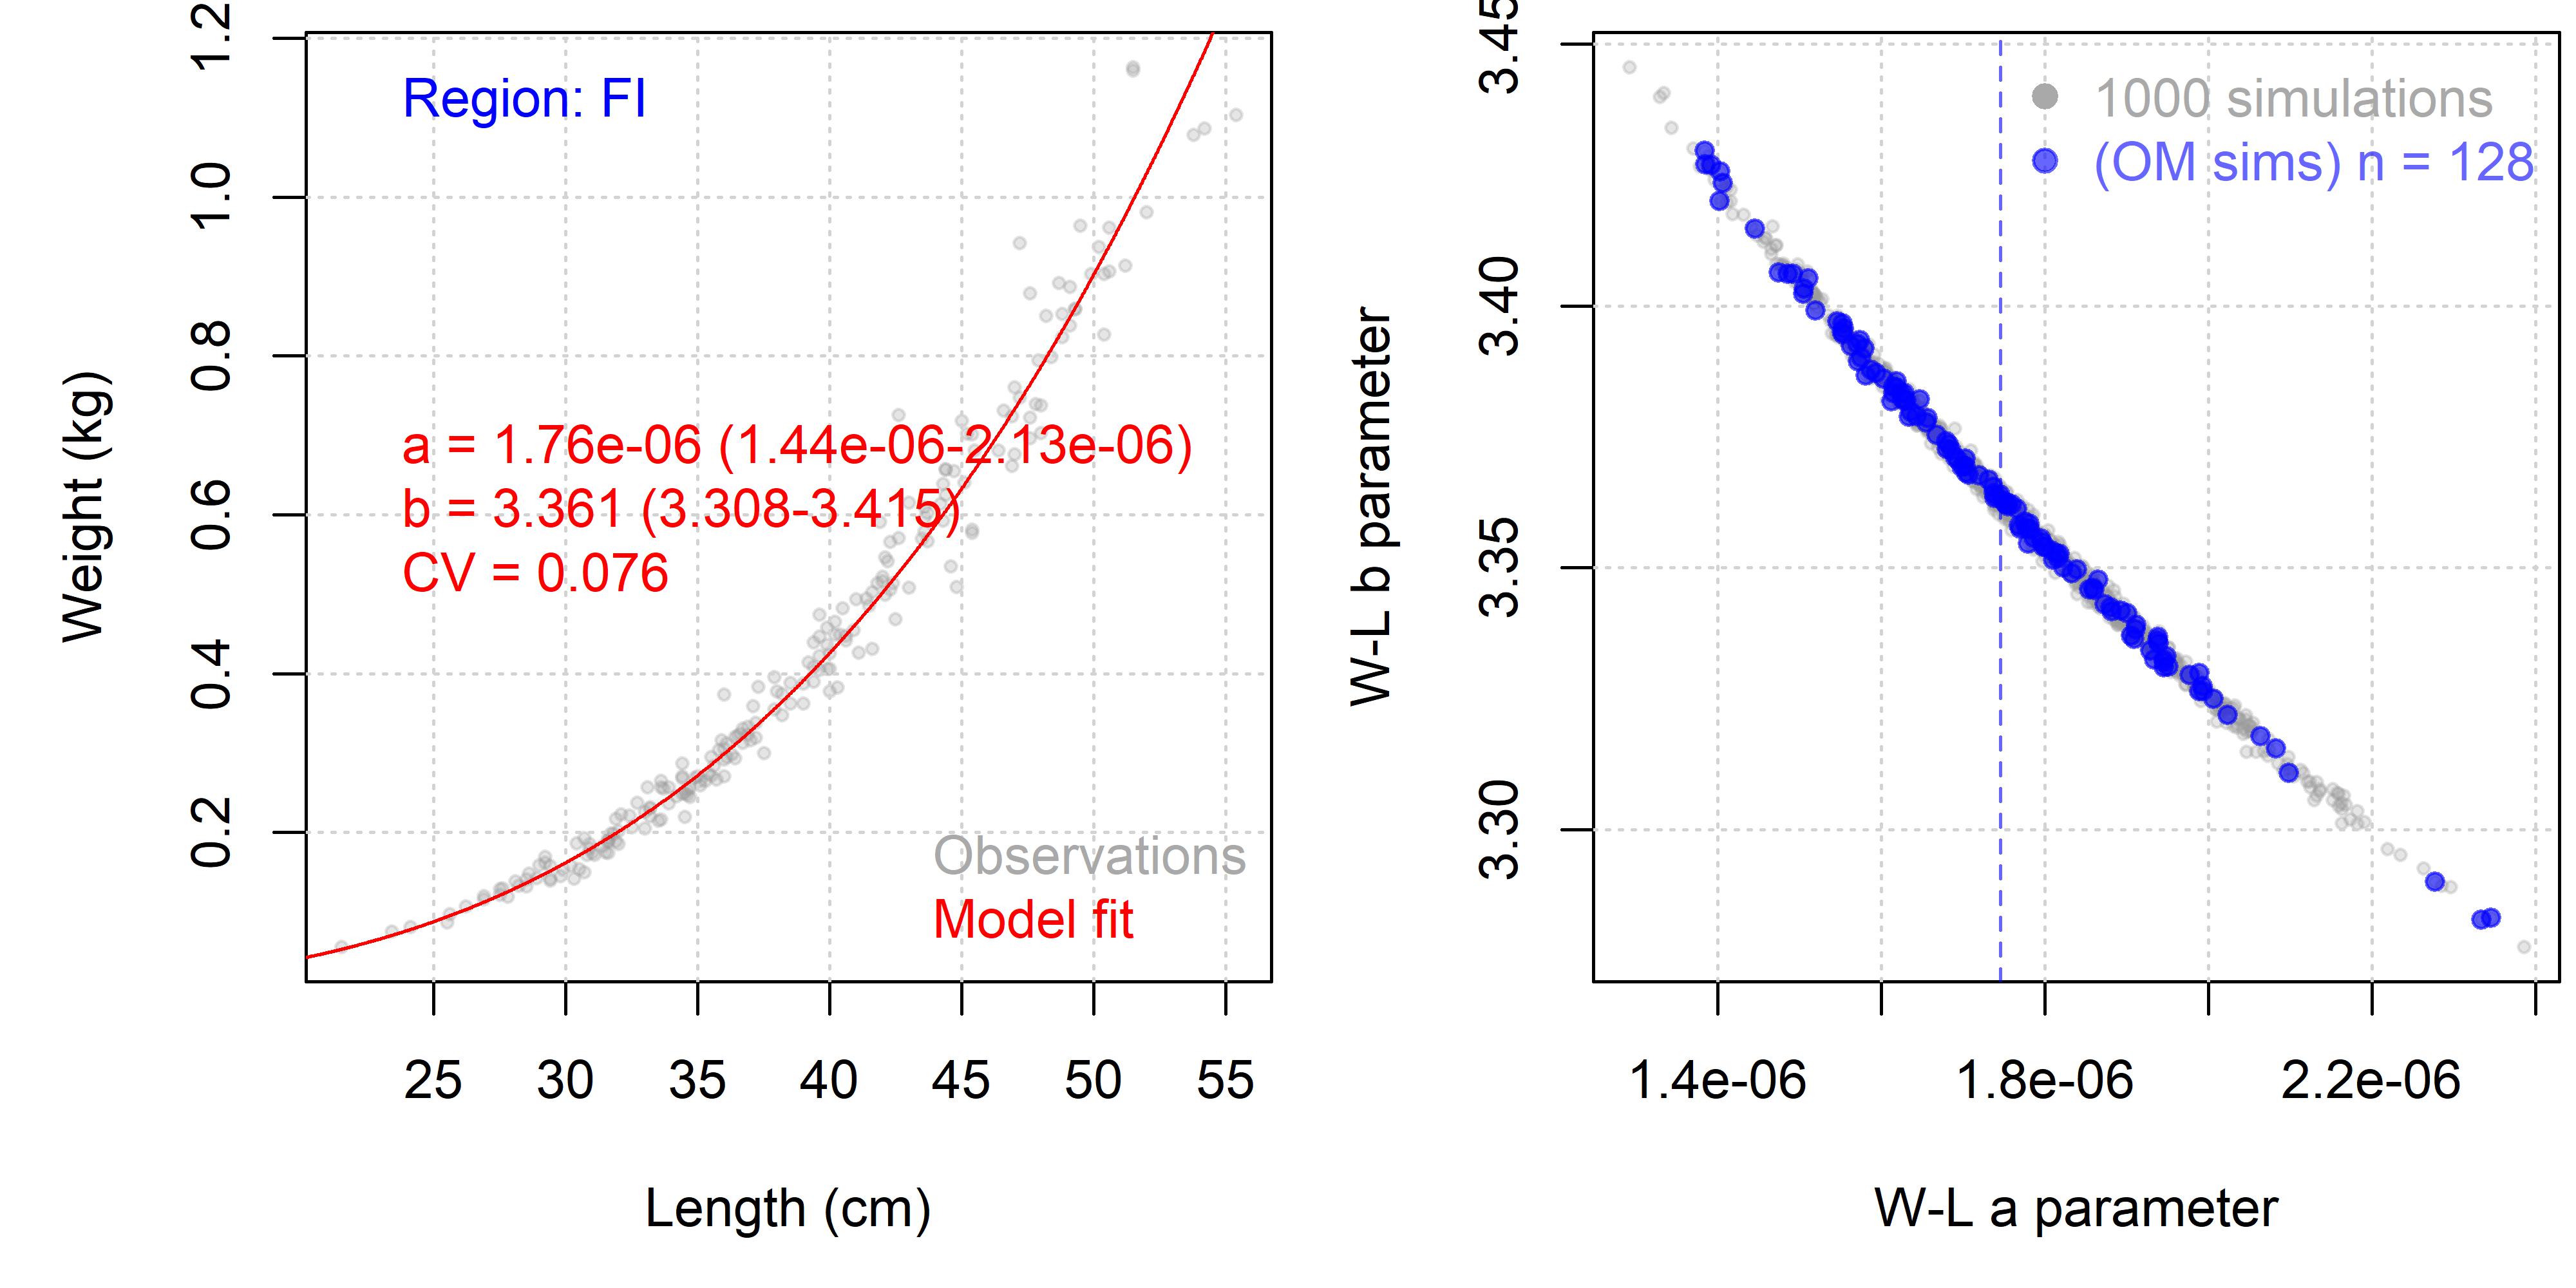 Region: FI
a = 1.76e-06 (1.44e-06-2.13e-06)
b = 3.361 (3.308-3.415)
CV = 0.076
Observations
Model fit
Weight (kg)
1.2
1.0
0.8
0.6
0.4
0.2
25 30 35 40 45 50 55
Length (cm)
1000 simulations
(OM sims) n = 128
W-L b parameter
3.45
3.40
3.35
3.30
1.4e-06 1.8e-06 2.2e-06
W-L a parameter